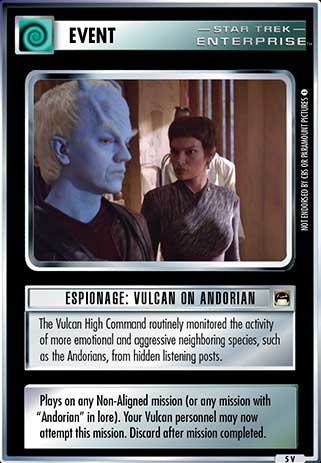 EVENT
STAR TREK
ENTERPRISE™
NOT ENDORSED BY CBS OR PARAMOUNT PICTURES
ESPIONAGE: VULCAN ON ANDORIAN
The Vulcan High Command routinely monitored the activity
of more emotional and aggressive neighboring species, such
as the Andorians, from hidden listening posts.
Plays on any Non-Aligned mission (or any mission with
“Andorian” in lore). Your Vulcan personnel may now
attempt this mission. Discard after mission completed.
5 V